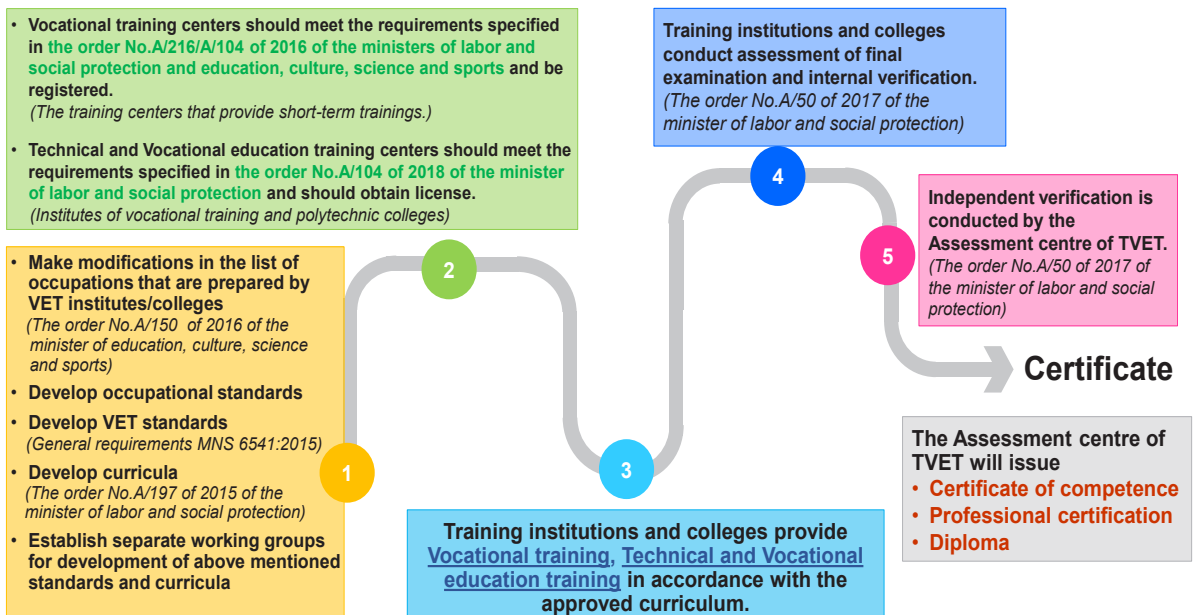 • Vocational training centers should meet the requirements specified
in the order No.A/216/A/104 of 2016 of the ministers of labor and
social protection and education, culture, science and sports and be
registered.
(The training centers that provide short-term trainings.)
• Technical and Vocational education training centers should meet the
requirements specified in the order No.A/104 of 2018 of the minister
of labor and social protection and should obtain license.
(Institutes of vocational training and polytechnic colleges)
• Make modifications in the list of
occupations that are prepared by
VET institutes/colleges
(The order No.A/150 of 2016 of the
minister of education, culture, science
and sports)
• Develop occupational standards
• Develop VET standards
(General requirements MNS 6541:2015)
• Develop curricula
(The order No.A/197 of 2015 of the
minister of labor and social protection)
• Establish separate working groups
for development of above mentioned
standards and curricula
1
2
3
Training institutions and colleges provide
Vocational training, Technical and Vocational
education training in accordance with the
approved curriculum.
Training institutions and colleges
conduct assessment of final
examination and internal verification.
(The order No.A/50 of 2017 of the
minister of labor and social protection)
4
5
Independent verification is
conducted by the
Assessment centre of TVET.
(The order No.A/50 of 2017 of
the minister of labor and social
protection)
Certificate
The Assessment centre of
TVET will issue
• Certificate of competence
• Professional certification
• Diploma